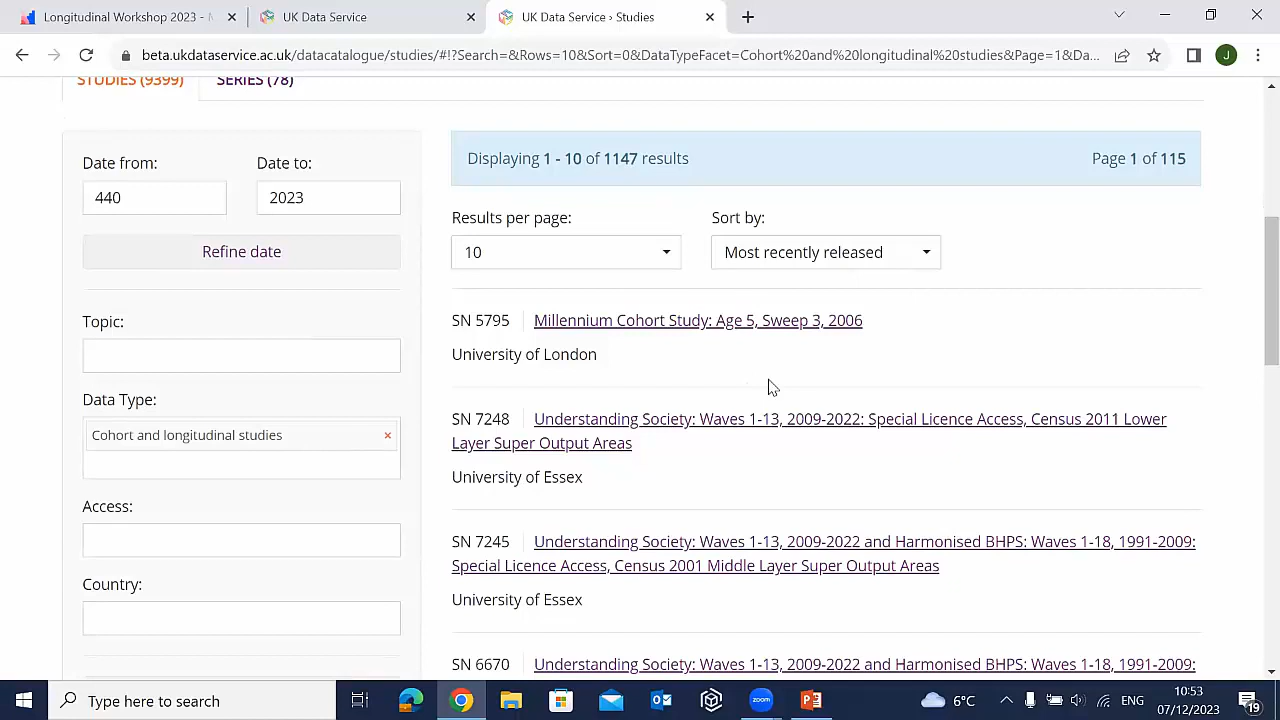 Longitudinal Workshop 2023 - M
UK Data Service
UK Data Service › Studies
beta.ukdataservice.ac.uk/datacatalogue/studies/#!?Search=&Rows=10&Sort=0&DataTypeFacet=Cohort%20and%20longitudinal%20studies&Page=1&Da...
J
STUDIES (9399)
SERIES (78)
Date from:
Date to:
440
2023
Refine date
Topic:
Data Type:
Cohort and longitudinal studies
Access:
Country:
Displaying 1 - 10 of 1147 results
Page 1 of 115
Results per page:
Sort by:
10
Most recently released
SN 5795
Millennium Cohort Study: Age 5, Sweep 3, 2006
University of London
SN 7248
Understanding Society: Waves 1-13, 2009-2022: Special Licence Access, Census 2011 Lower
Layer Super Output Areas
University of Essex
SN 7245
Understanding Society: Waves 1-13, 2009-2022 and Harmonised BHPS: Waves 1-18, 1991-2009:
Special Licence Access, Census 2001 Middle Layer Super Output Areas
University of Essex
SN 6670
Understanding Society: Waves 1-13, 2009-2022 and Harmonised BHPS: Waves 1-18, 1991-2009:
Type here to search
6°C
ENG
10:53
07/12/2023
19